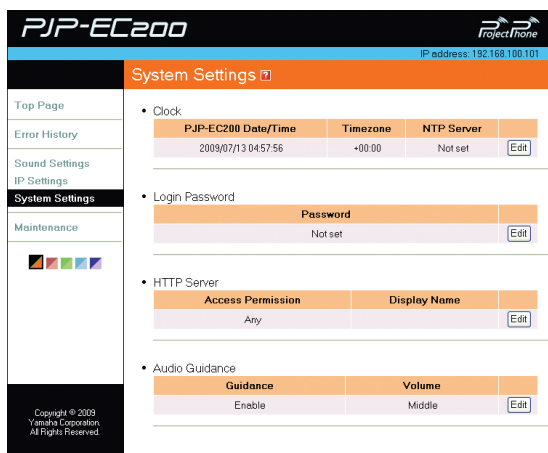 PJP-EC200
ProjectPhone
IP address: 192.168.100.101
System Settings ?
Top Page
Error History
Sound Settings
IP Settings
System Settings
Maintenance
• Clock
PJP-EC200 Date/Time Timezone NTP Server
2009/07/13 04:57:56 +00:00 Not set Edit
• Login Password
Password
Not set Edit
• HTTP Server
Access Permission Display Name
Any Edit
• Audio Guidance
Guidance Volume
Enable Middle Edit
Copyright © 2009
Yamaha Corporation.
All Rights Reserved.